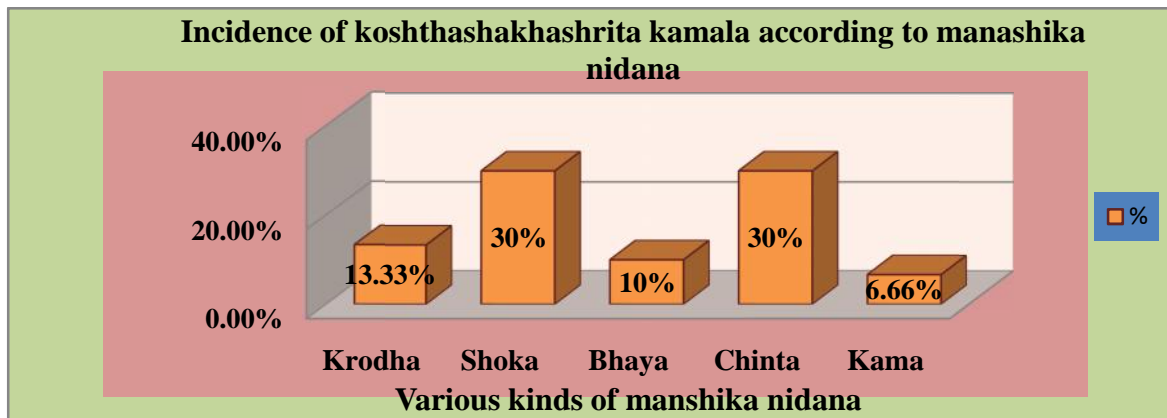 Incidence of koshthashakhashrita kamala according to manashika
nidana
40.00%
20.00%
0.00%
13.33%
30%
10%
30%
6.66%
Krodha Shoka Bhaya Chinta Kama
Various kinds of manshika nidana
%